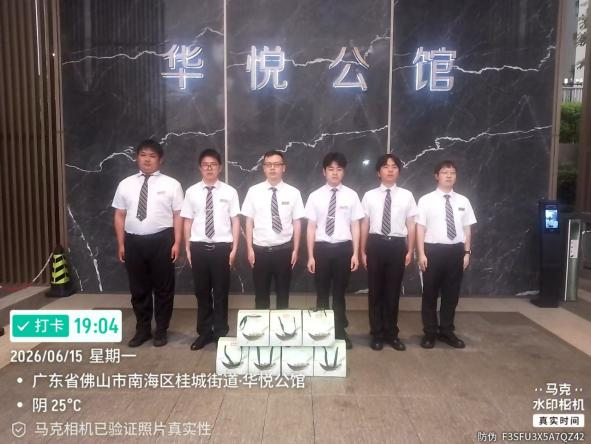 华悦公馆
打卡 19:04
2026/06/15 星期一
广东省佛山市南海区桂城街道·华悦公馆
阴 25°C
马克相机已验证照片真实性
马克
水印相机
真实时间
防伪 F3SFU3X5A7QZ42